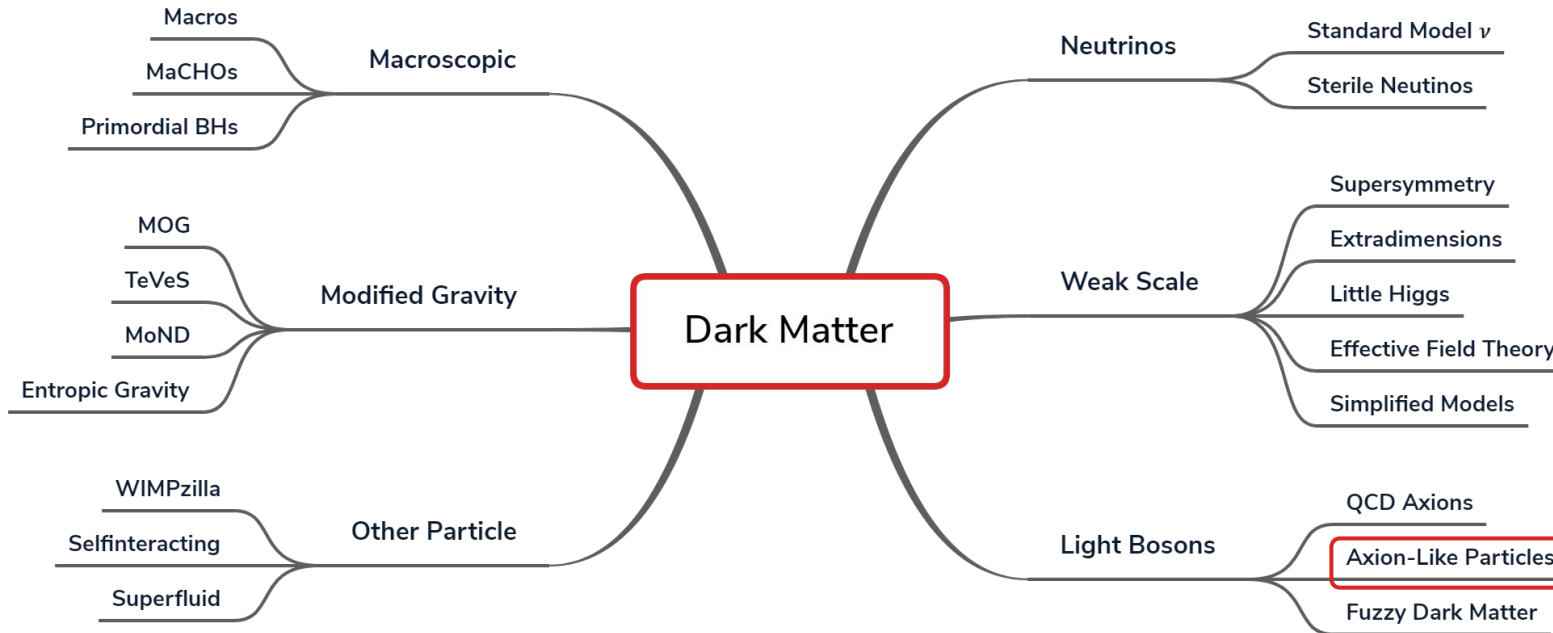 Macroscopic
Macros
MaCHOs
Primordial BHs
Modified Gravity
MOG
TeVeS
MoND
Entropic Gravity
Other Particle
WIMPzilla
Selfinteracting
Superfluid
Dark Matter
Neutrinos
Standard Model ν
Sterile Neutinos
Weak Scale
Supersymmetry
Extradimensions
Little Higgs
Effective Field Theory
Simplified Models
Light Bosons
QCD Axions
Axion-Like Particles
Fuzzy Dark Matter